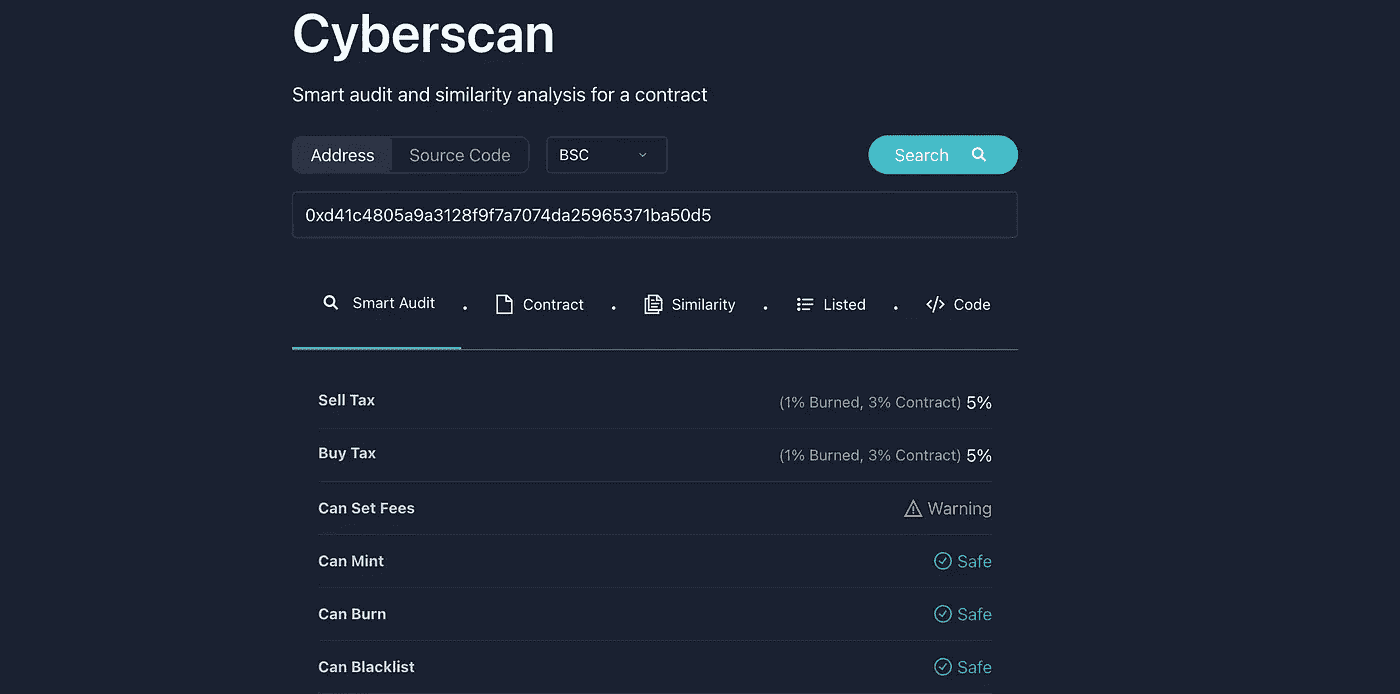 Cyberscan
Smart audit and similarity analysis for a contract
Address Source Code BSC Search
0xd41c4805a9a3128f9f7a7074da25965371ba50d5
Smart Audit . Contract . Similarity . Listed . Code
Sell Tax (1% Burned, 3% Contract) 5%
Buy Tax (1% Burned, 3% Contract) 5%
Can Set Fees Warning
Can Mint Safe
Can Burn Safe
Can Blacklist Safe